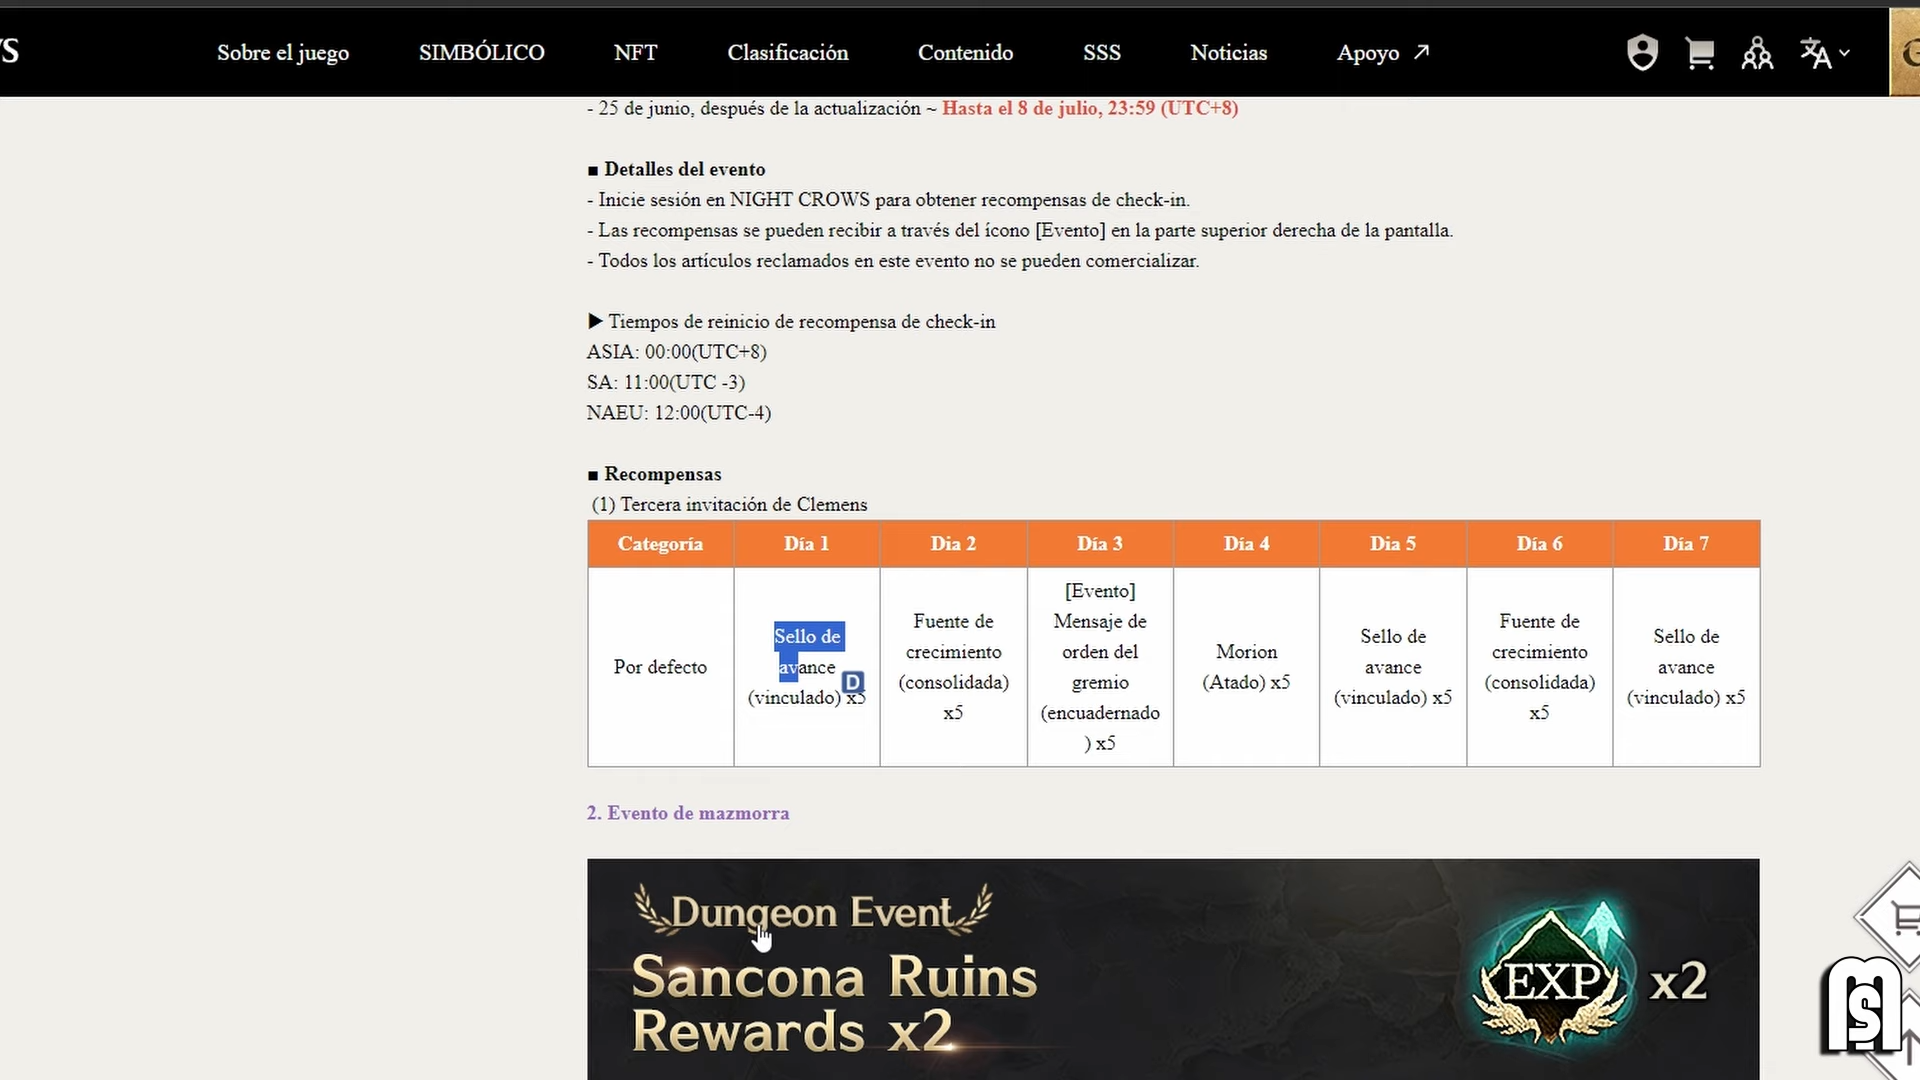 Sobre el juego SIMBÓLICO NFT Clasificación Contenido SSS Noticias Apoyo
- 25 de junio, después de la actualización ~ Hasta el 8 de julio, 23:59 (UTC+8)
■ Detalles del evento
- Inicie sesión en NIGHT CROWS para obtener recompensas de check-in.
- Las recompensas se pueden recibir a través del ícono [Evento] en la parte superior derecha de la pantalla.
- Todos los artículos reclamados en este evento no se pueden comercializar.
▶ Tiempos de reinicio de recompensa de check-in
ASIA: 00:00(UTC+8)
SA: 11:00(UTC -3)
NAEU: 12:00(UTC-4)
■ Recompensas
(1) Tercera invitación de Clemens
Categoría Día 1 Dia 2 Día 3 Día 4 Dia 5 Día 6 Día 7
Por defecto
Sello de
avance
(vinculado) x5
Fuente de
crecimiento
(consolidada)
x5
[Evento]
Mensaje de
orden del
gremio
(encuadernado
) x5
Morion
(Atado) x5
Sello de
avance
(vinculado) x5
Fuente de
crecimiento
(consolidada)
x5
Sello de
avance
(vinculado) x5
D
2. Evento de mazmorra
Dungeon Event
Sancona Ruins
Rewards x2
EXP x2